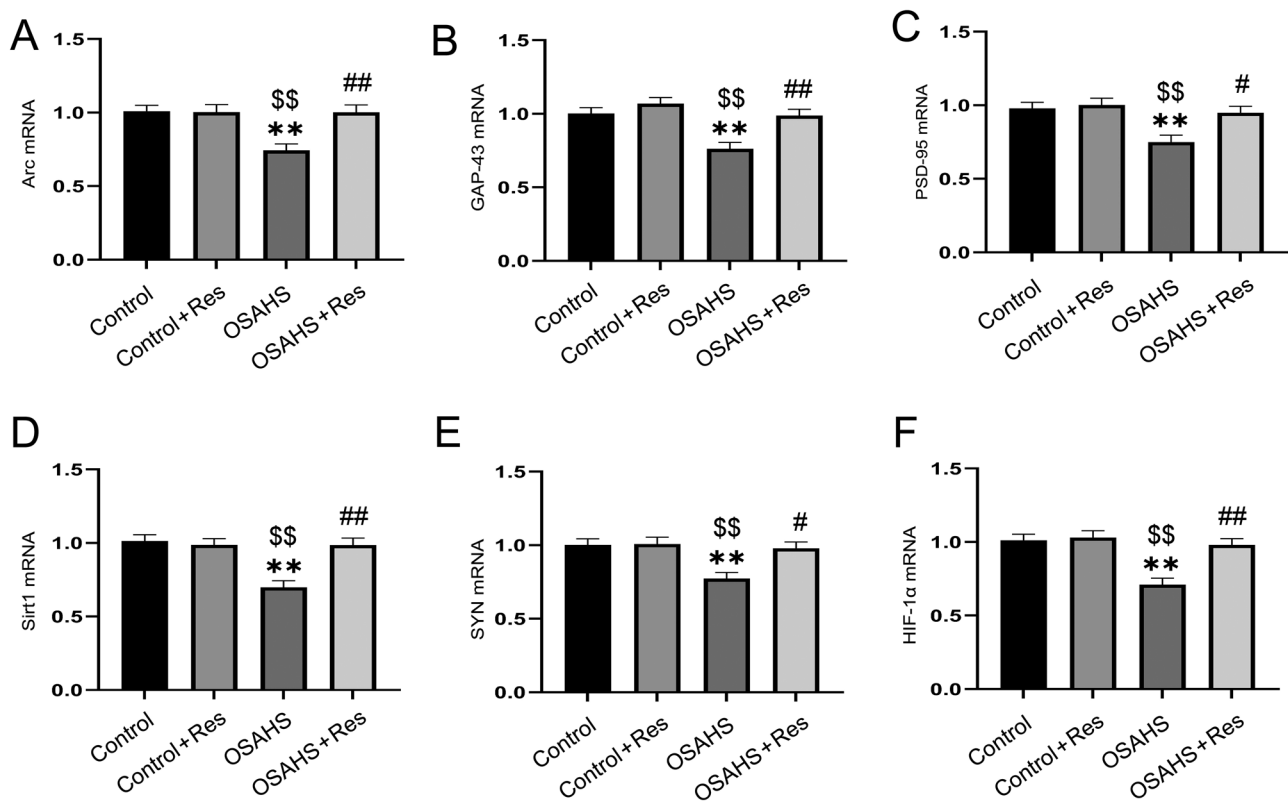 A
Arc mRNA
1.5
1.0
0.5
0.0
$$
**
##
Control
Control+Res
OSAHS
OSAHS+Res
B
GAP-43 mRNA
1.5
1.0
0.5
0.0
$$
**
##
Control
Control+Res
OSAHS
OSAHS+Res
C
PSD-95 mRNA
1.5
1.0
0.5
0.0
$$
**
#
Control
Control+Res
OSAHS
OSAHS+Res
D
Sirt1 mRNA
1.5
1.0
0.5
0.0
$$
**
##
Control
Control+Res
OSAHS
OSAHS+Res
E
SYN mRNA
1.5
1.0
0.5
0.0
$$
**
#
Control
Control+Res
OSAHS
OSAHS+Res
F
HIF-1α mRNA
1.5
1.0
0.5
0.0
$$
**
##
Control
Control+Res
OSAHS
OSAHS+Res